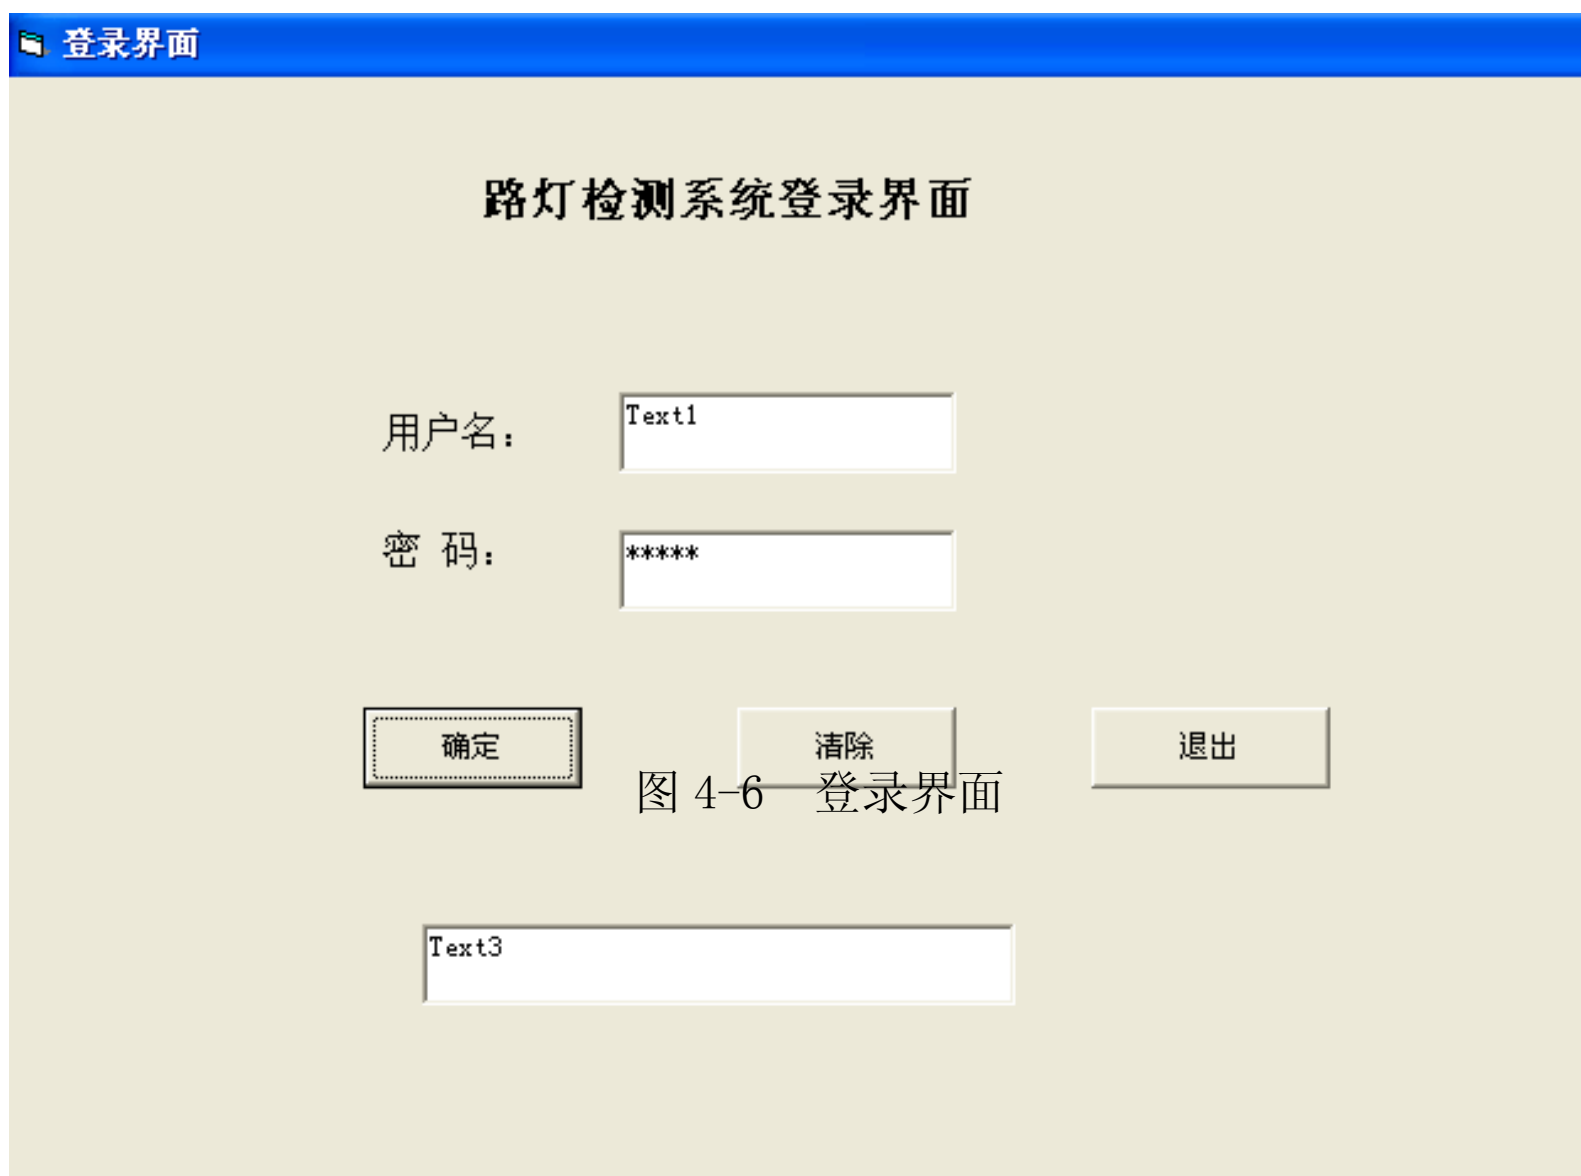 登录界面
路灯检测系统登录界面
用户名：
Text1
密 码：
*****
确定
清除
退出
图 4-6 登录界面
Text3